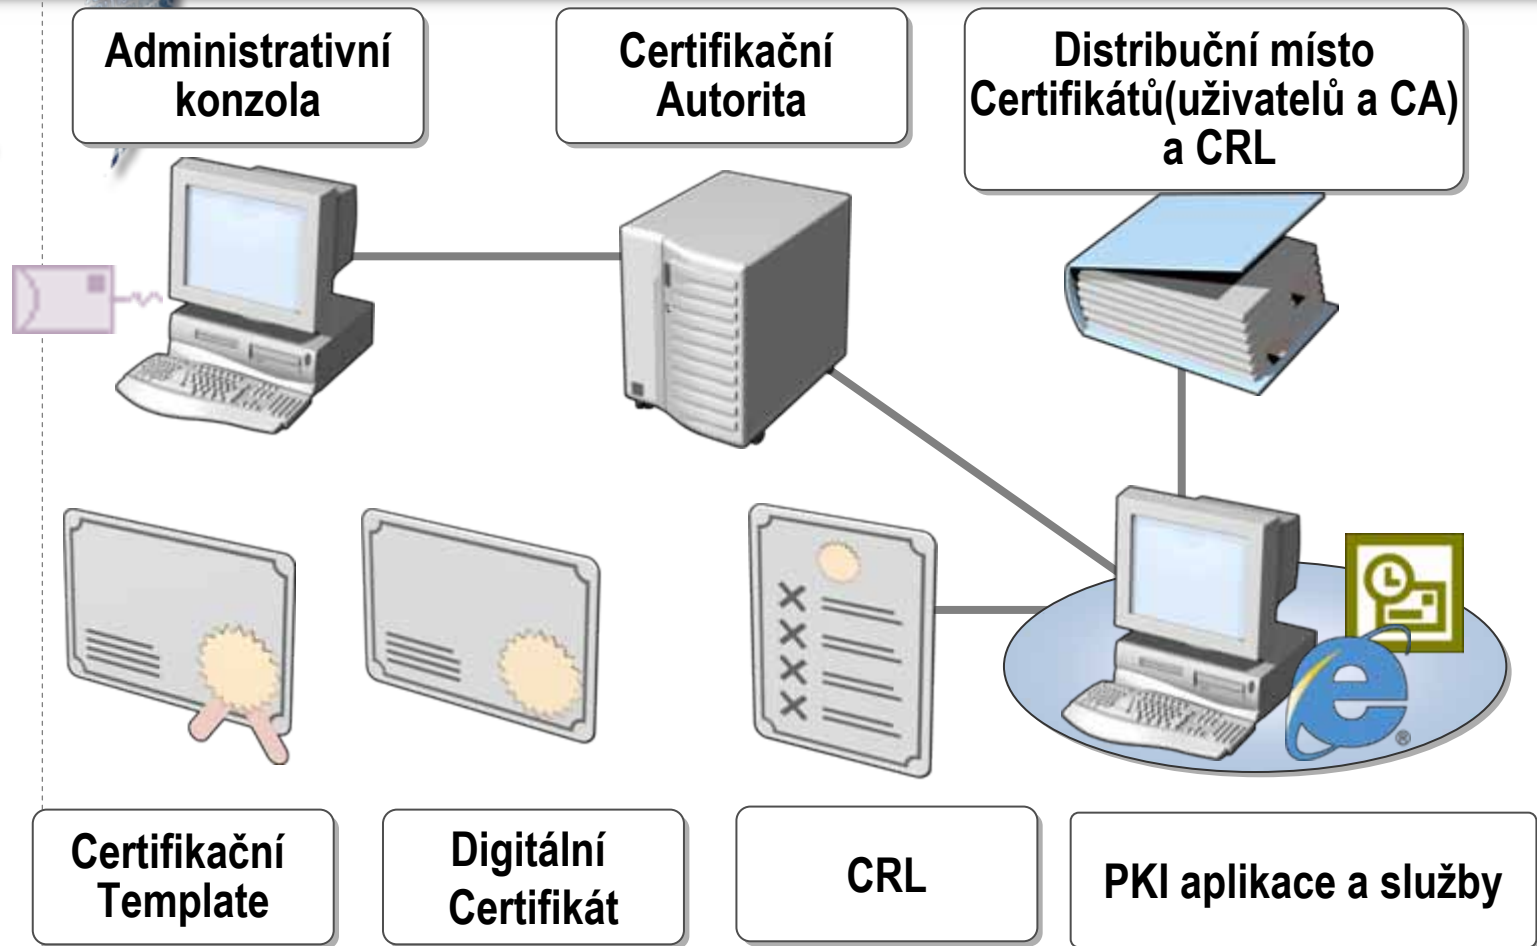 Administrativní
konzola
Certifikační
Autorita
Distribuční místo
Certifikátů(uživatelů a CA)
a CRL
Certifikační
Template
Digitální
Certifikát
CRL
PKI aplikace a služby